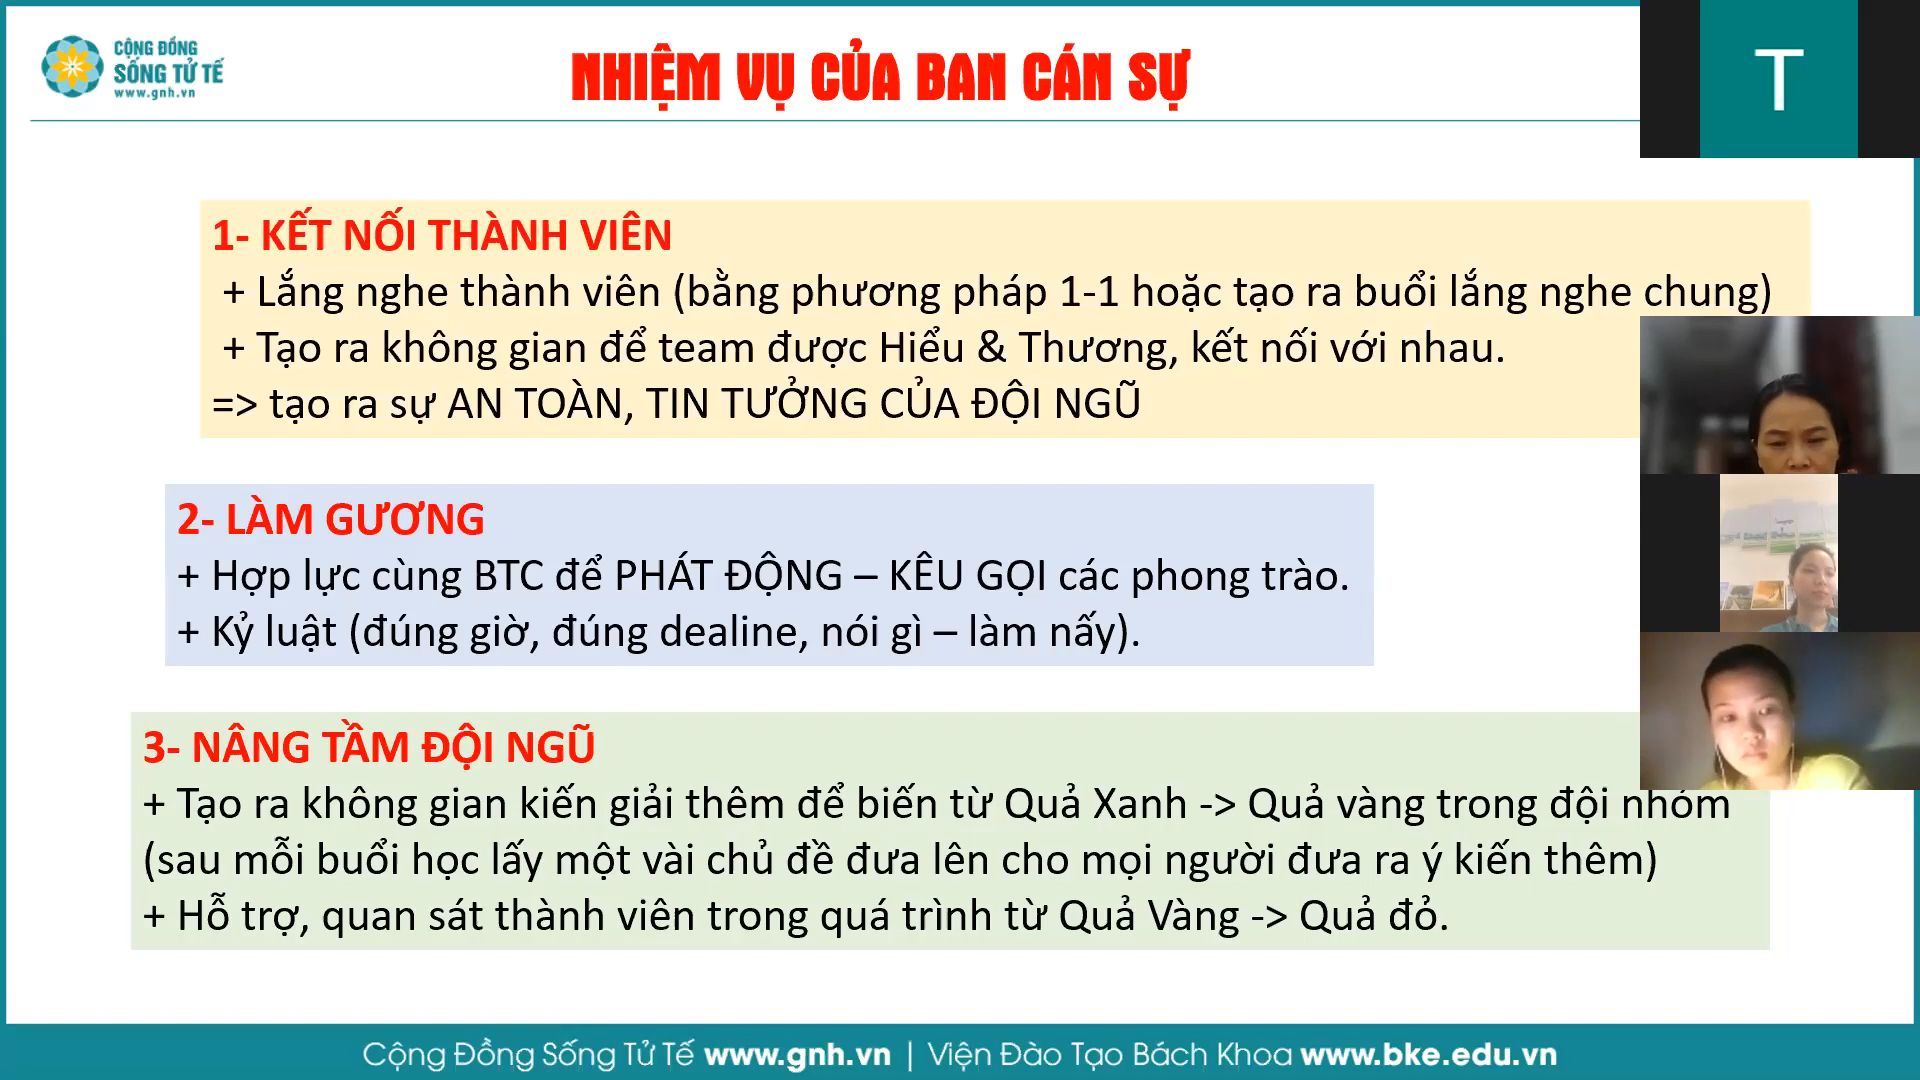 CỘNG ĐỒNG
SỐNG TỬ TẾ
www.gnh.vn
NHIỆM VỤ CỦA BAN CÁN SỰ
T
1- KẾT NỐI THÀNH VIÊN
+ Lắng nghe thành viên (bằng phương pháp 1-1 hoặc tạo ra buổi lắng nghe chung)
+ Tạo ra không gian để team được Hiểu & Thương, kết nối với nhau.
=> tạo ra sự AN TOÀN, TIN TƯỞNG CỦA ĐỘI NGŨ
2- LÀM GƯƠNG
+ Hợp lực cùng BTC để PHÁT ĐỘNG – KÊU GỌI các phong trào.
+ Kỷ luật (đúng giờ, đúng dealine, nói gì – làm nấy).
3- NÂNG TẦM ĐỘI NGŨ
+ Tạo ra không gian kiến giải thêm để biến từ Quả Xanh -> Quả vàng trong đội nhóm
(sau mỗi buổi học lấy một vài chủ đề đưa lên cho mọi người đưa ra ý kiến thêm)
+ Hỗ trợ, quan sát thành viên trong quá trình từ Quả Vàng -> Quả đỏ.
Cộng Đồng Sống Tử Tế www.gnh.vn | Viện Đào Tạo Bách Khoa www.bke.edu.vn